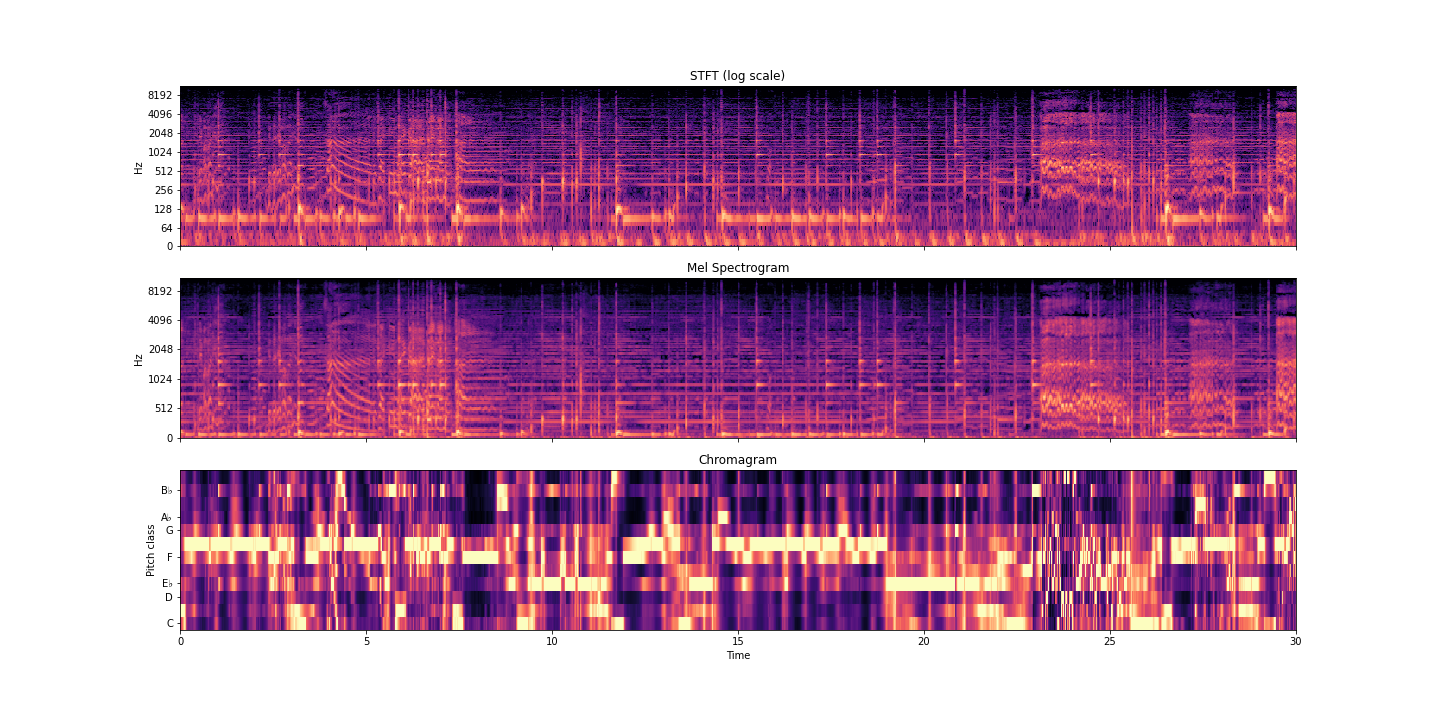 STFT (log scale)
8192
4096
2048
1024
512
256
128
64
0
Hz
Mel Spectrogram
8192
4096
2048
1024
512
0
Hz
Chromagram
B♭
A♭
G
F
E♭
D
C
Pitch class
0 5 10 15 20 25 30
Time